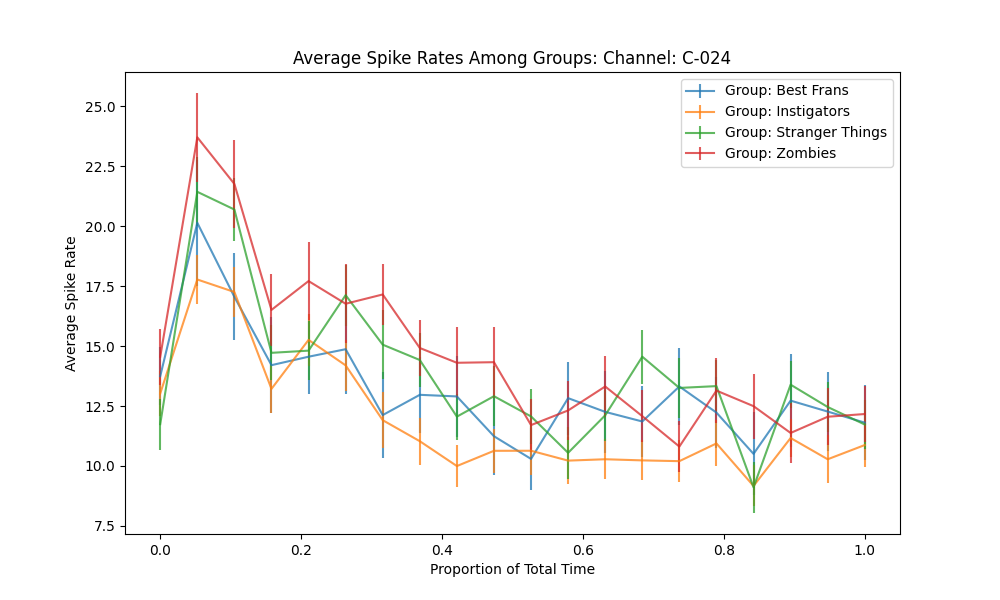 Average Spike Rates Among Groups: Channel: C-024
Group: Best Frans
Group: Instigators
Group: Stranger Things
Group: Zombies
Average Spike Rate
25.0
22.5
20.0
17.5
15.0
12.5
10.0
7.5
0.0 0.2 0.4 0.6 0.8 1.0
Proportion of Total Time